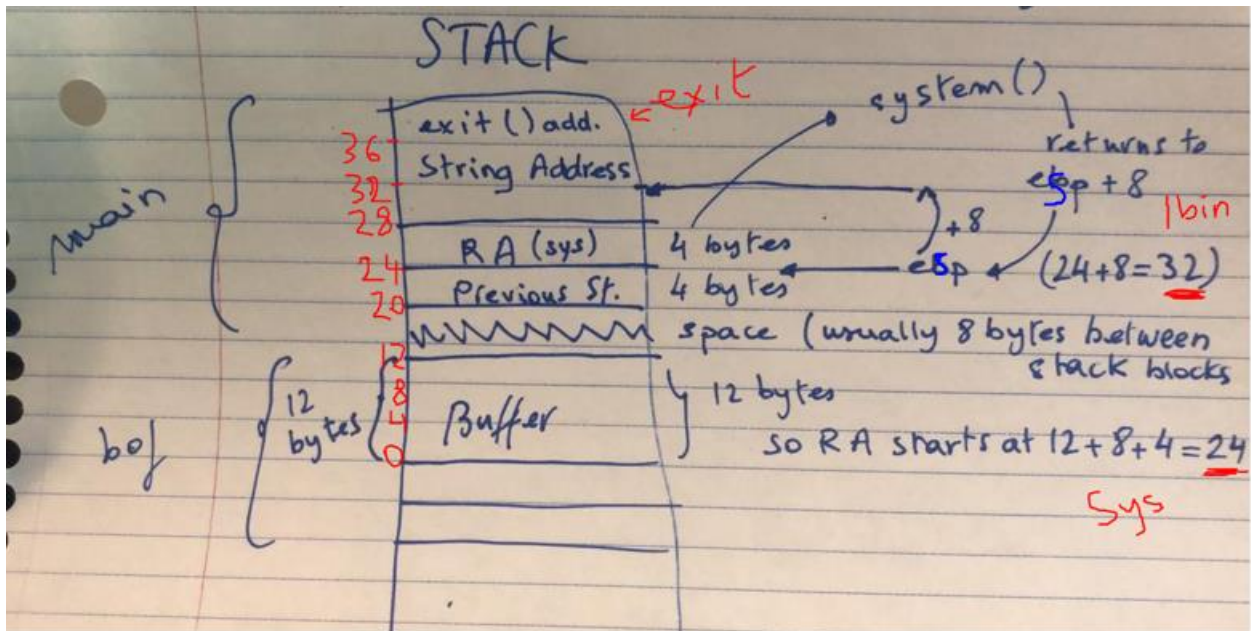 STACK
exit
exit () add.
36
String Address
32
28
RA (sys)
24
Previous St.
20
12
8
4
0
Buffer
main
bof
12
bytes
system()
returns to
esp + 8
+8
/bin
4 bytes
esp
(24+8=32)
4 bytes
space (usually 8 bytes between
stack blocks
12 bytes
so RA starts at 12+8+4=24
Sys